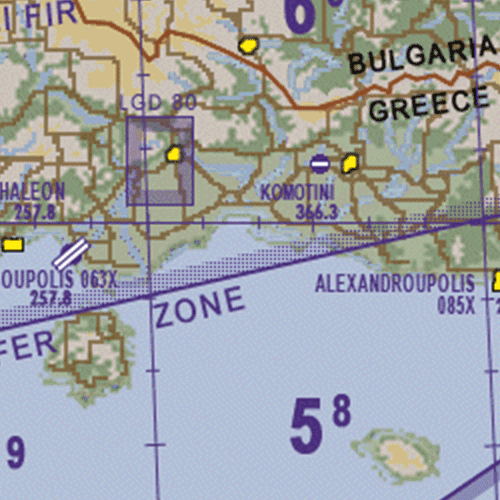 I FIR
6
BULGARIA
GREECE
LGD 80
HALEON
257.8
KOMOTINI
366.3
OUPOLIS 063X
257.8
ALEXANDROUPOLIS
085X
ZONE
FER
5 8
9